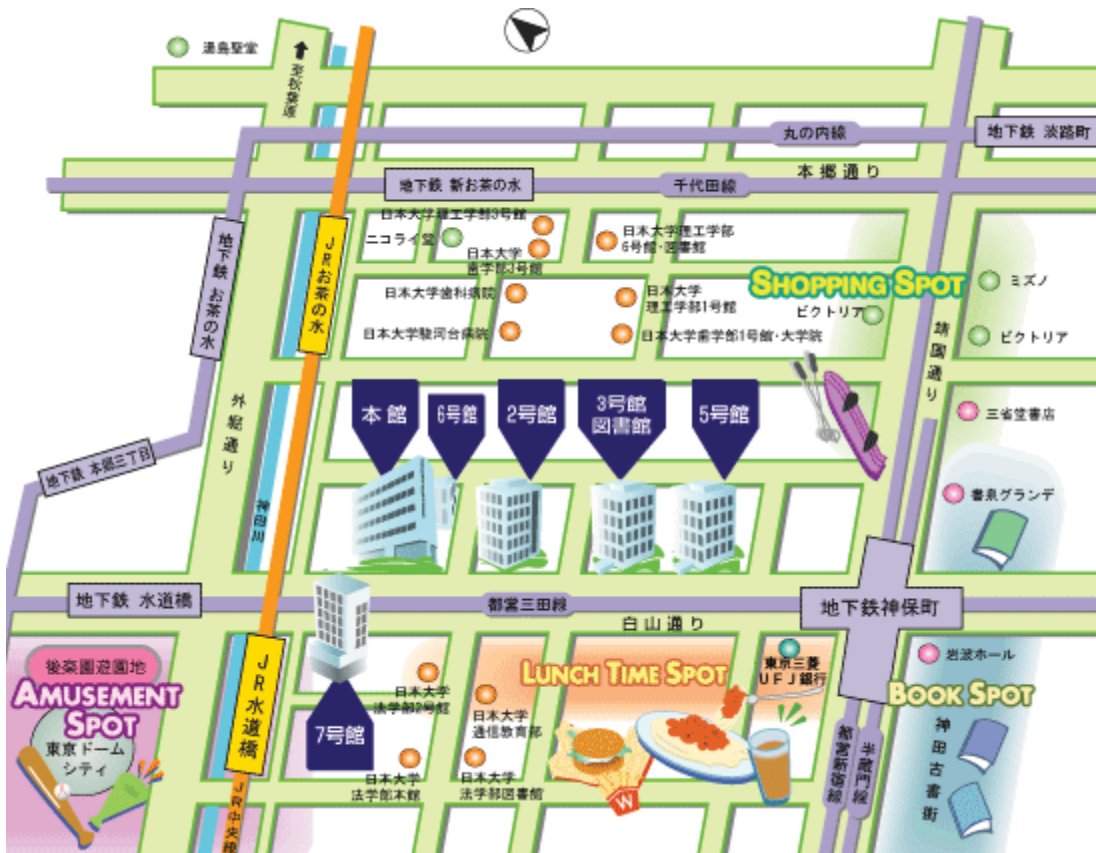 湯島聖堂
至秋葉原
丸の内線
地下鉄 淡路町
本郷通り
地下鉄 新お茶の水
千代田線
日本大学理工学部3号館
ニコライ堂
日本大学
歯学部3号館
日本大学理工学部
6号館・図書館
地下鉄 お茶の水
JRお茶の水
SHOPPING SPOT
ミズノ
日本大学歯科病院
日本大学
理工学部1号館
ビクトリア
日本大学駿河台病院
日本大学歯学部1号館・大学院
ビクトリア
靖国通り
外堀通り
本館
6号館
2号館
3号館
図書館
5号館
三省堂書店
地下鉄 本郷三丁目
書泉グランデ
神田川
地下鉄 水道橋
都営三田線
地下鉄神保町
白山通り
後楽園遊園地
AMUSEMENT
SPOT
東京ドーム
シティ
JR水道橋
7号館
日本大学
法学部2号館
LUNCH TIME SPOT
東京三菱
UFJ銀行
岩波ホール
BOOK SPOT
日本大学
通信教育部
日本大学
法学部本館
日本大学
法学部図書館
W
都営新宿線
半蔵門線
神田古書街
JR中央線